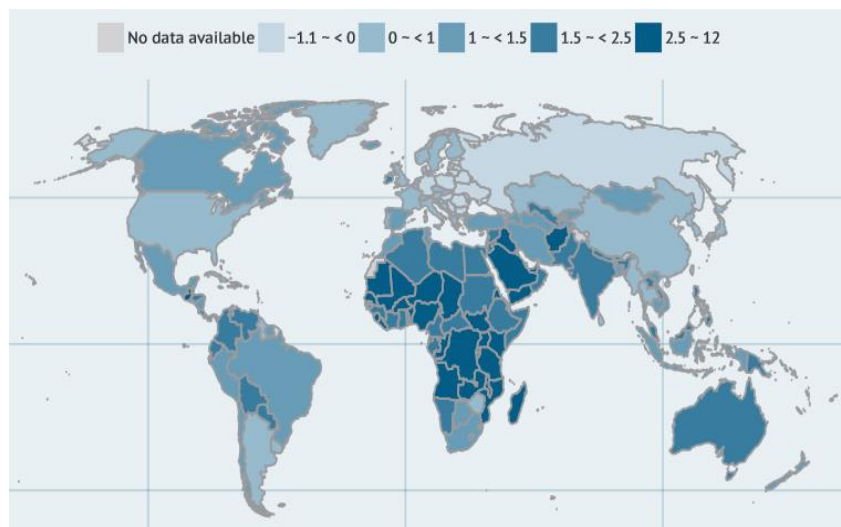 No data available −1.1 ~ < 0 0 ~ < 1 1 ~ < 1.5 1.5 ~ < 2.5 2.5 ~ 12